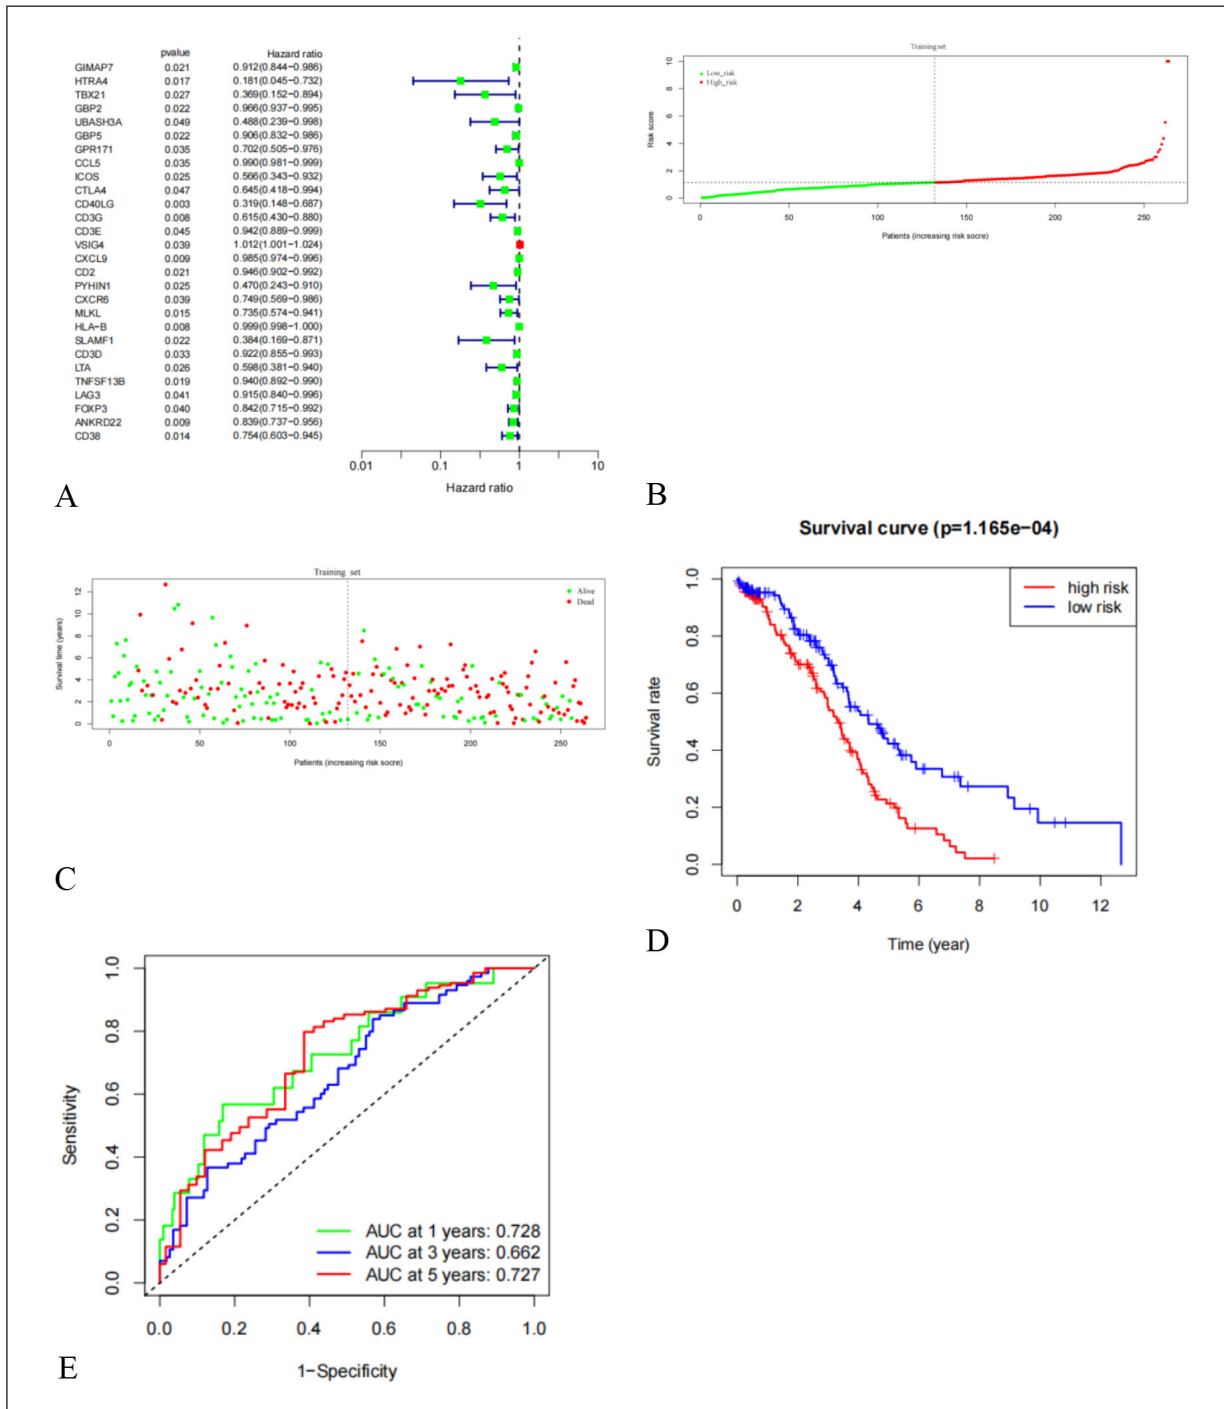 pvalue Hazard ratio
GIMAP7 0.021 0.912(0.844−0.986)
HTRA4 0.017 0.181(0.045−0.732)
TBX21 0.027 0.369(0.152−0.894)
GBP2 0.022 0.966(0.937−0.995)
UBASH3A 0.049 0.488(0.239−0.998)
GBP5 0.022 0.906(0.832−0.986)
GPR171 0.035 0.702(0.505−0.976)
CCL5 0.035 0.990(0.981−0.999)
ICOS 0.025 0.566(0.343−0.932)
CTLA4 0.047 0.645(0.418−0.994)
CD40LG 0.003 0.319(0.148−0.687)
CD3G 0.008 0.615(0.430−0.880)
CD3E 0.045 0.942(0.889−0.999)
VSIG4 0.039 1.012(1.001−1.024)
CXCL9 0.009 0.985(0.974−0.996)
CD2 0.021 0.946(0.902−0.992)
PYHIN1 0.025 0.470(0.243−0.910)
CXCR6 0.039 0.749(0.569−0.986)
MLKL 0.015 0.735(0.574−0.941)
HLA−B 0.008 0.999(0.998−1.000)
SLAMF1 0.022 0.384(0.169−0.871)
CD3D 0.033 0.922(0.855−0.993)
LTA 0.026 0.598(0.381−0.940)
TNFSF13B 0.019 0.940(0.892−0.990)
LAG3 0.041 0.915(0.840−0.996)
FOXP3 0.040 0.842(0.715−0.992)
ANKRD22 0.009 0.839(0.737−0.956)
CD38 0.014 0.754(0.603−0.945)
0.01 0.1 1 10
Hazard ratio
A
Training set
Low_risk
High_risk
Risk score
10
8
6
4
2
0
0 50 100 150 200 250
Patients (increasing risk socre)
B
Training set
Alive
Dead
Survival time (years)
12
10
8
6
4
2
0
0 50 100 150 200 250
Patients (increasing risk socre)
C
Survival curve (p=1.165e−04)
high risk
low risk
Survival rate
1.0
0.8
0.6
0.4
0.2
0.0
0 2 4 6 8 10 12
Time (year)
D
Sensitivity
1.0
0.8
0.6
0.4
0.2
0.0
AUC at 1 years: 0.728
AUC at 3 years: 0.662
AUC at 5 years: 0.727
0.0 0.2 0.4 0.6 0.8 1.0
1−Specificity
E